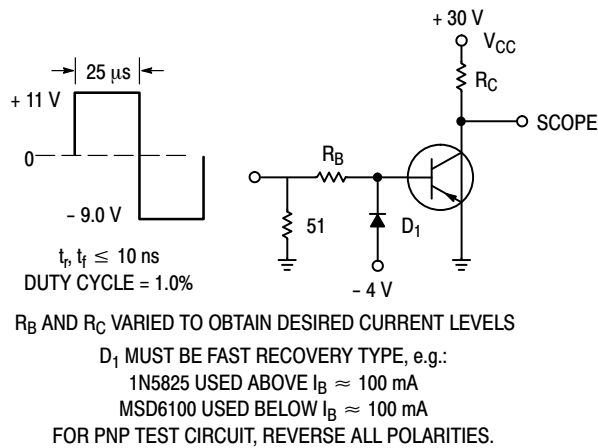 + 30 V
V_CC
R_C
SCOPE
25 μs
+ 11 V
0
- 9.0 V
R_B
51
D_1
- 4 V
t_r, t_f ≤ 10 ns
DUTY CYCLE = 1.0%
R_B AND R_C VARIED TO OBTAIN DESIRED CURRENT LEVELS
D_1 MUST BE FAST RECOVERY TYPE, e.g.:
1N5825 USED ABOVE I_B ≈ 100 mA
MSD6100 USED BELOW I_B ≈ 100 mA
FOR PNP TEST CIRCUIT, REVERSE ALL POLARITIES.